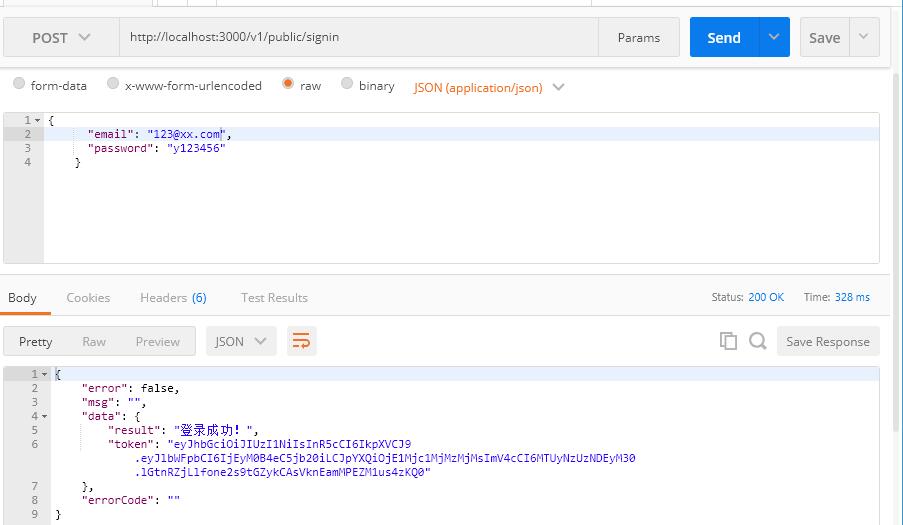 POST http://localhost:3000/v1/public/signin Params Send Save
form-data x-www-form-urlencoded raw binary JSON (application/json)
1 {
2 "email": "123@xx.com",
3 "password": "y123456"
4 }
Body Cookies Headers (6) Test Results Status: 200 OK Time: 328 ms
Pretty Raw Preview JSON Save Response
1 {
2 "error": false,
3 "msg": "",
4 "data": {
5 "result": "登录成功！",
6 "token": "eyJhbGciOiJIUzI1NiIsInR5cCI6IkpXVCJ9
.eyJlbWFpbCI6IjEyM0B4eC5jb20iLCJpYXQiOjE1Mjc1MjMzMjMsImV4cCI6MTUyNzUzNDEyM30
.lGtnRZjLlfone2s9tGZykCAsVknEamMPEZM1us4zKQ0"
7 },
8 "errorCode": ""
9 }